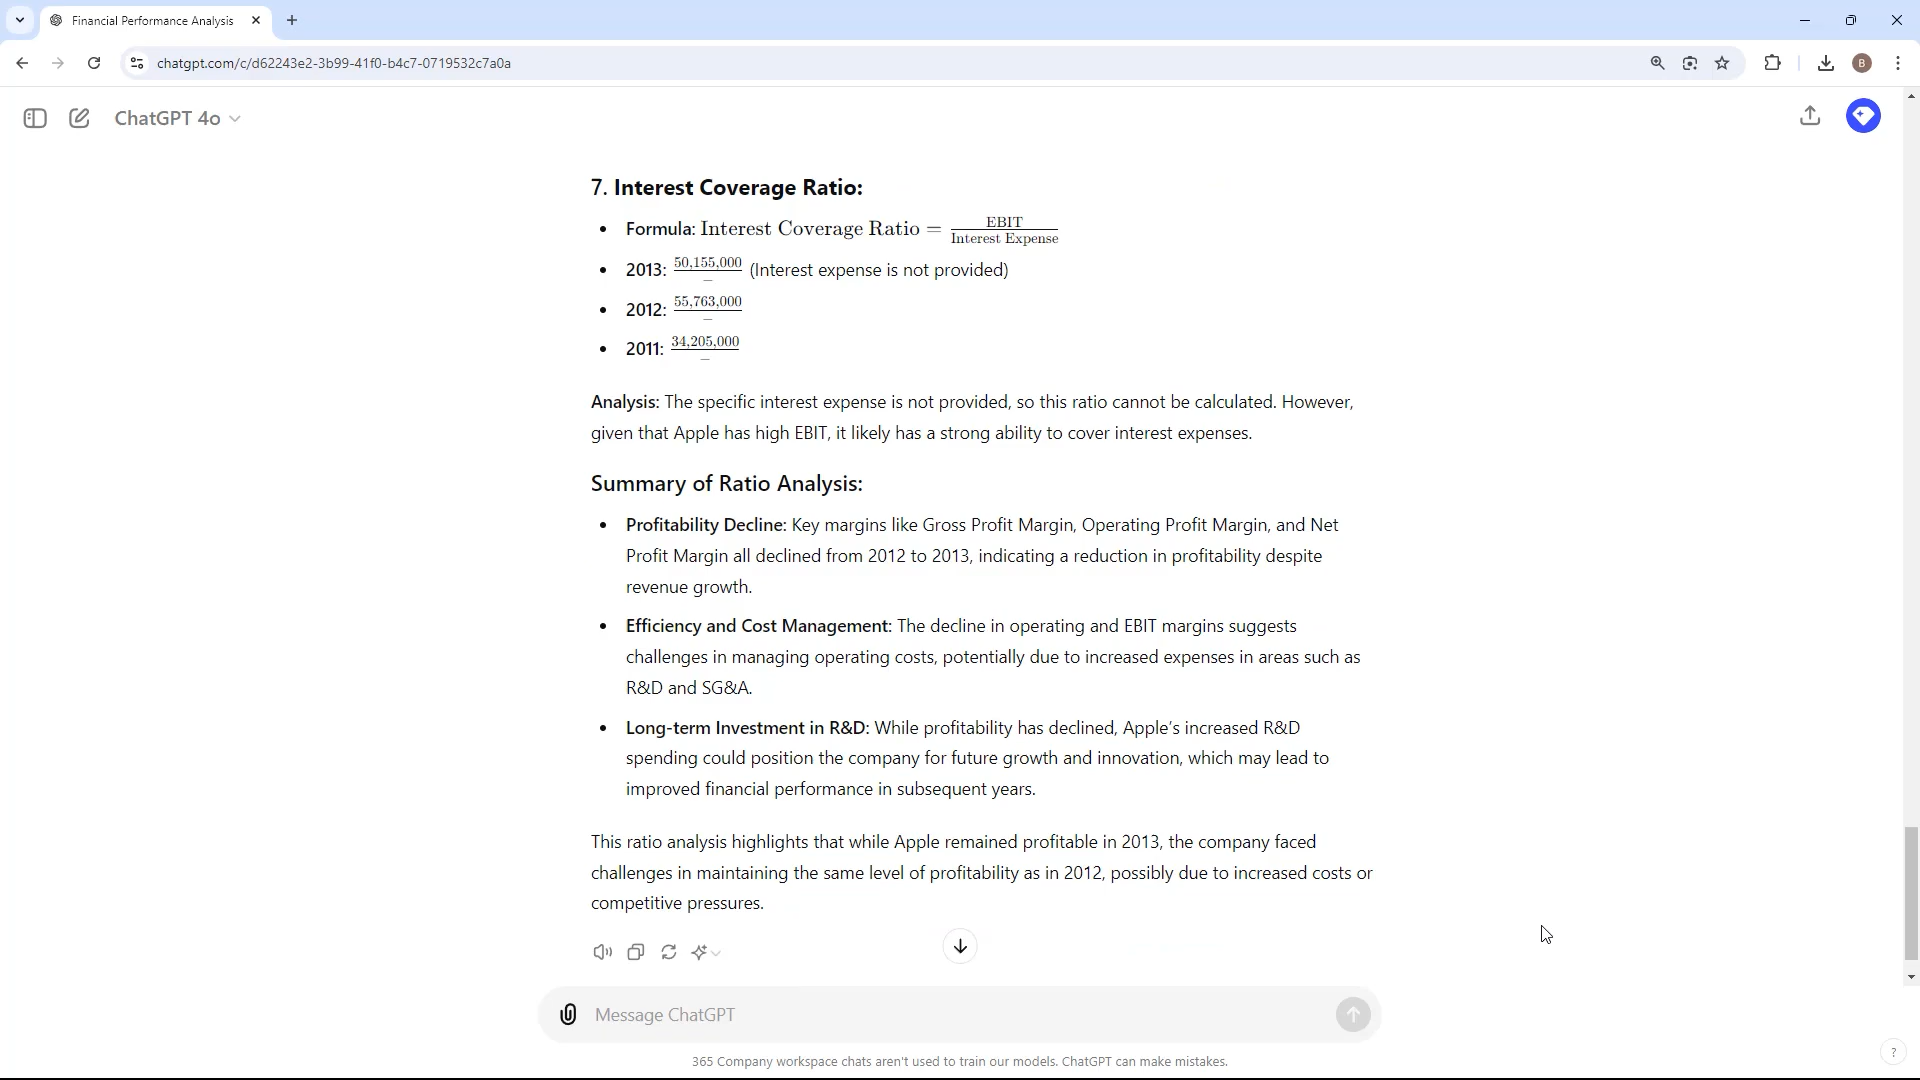 Financial Performance Analysis
chatgpt.com/c/d62243e2-3b99-41f0-b4c7-0719532c7a0a
B
ChatGPT 4o
7. Interest Coverage Ratio:
• Formula: Interest Coverage Ratio = EBIT / Interest Expense
• 2013: 50,155,000 / – (Interest expense is not provided)
• 2012: 55,763,000 / –
• 2011: 34,205,000 / –
Analysis: The specific interest expense is not provided, so this ratio cannot be calculated. However,
given that Apple has high EBIT, it likely has a strong ability to cover interest expenses.
Summary of Ratio Analysis:
• Profitability Decline: Key margins like Gross Profit Margin, Operating Profit Margin, and Net
Profit Margin all declined from 2012 to 2013, indicating a reduction in profitability despite
revenue growth.
• Efficiency and Cost Management: The decline in operating and EBIT margins suggests
challenges in managing operating costs, potentially due to increased expenses in areas such as
R&D and SG&A.
• Long-term Investment in R&D: While profitability has declined, Apple's increased R&D
spending could position the company for future growth and innovation, which may lead to
improved financial performance in subsequent years.
This ratio analysis highlights that while Apple remained profitable in 2013, the company faced
challenges in maintaining the same level of profitability as in 2012, possibly due to increased costs or
competitive pressures.
Message ChatGPT
365 Company workspace chats aren't used to train our models. ChatGPT can make mistakes.
?